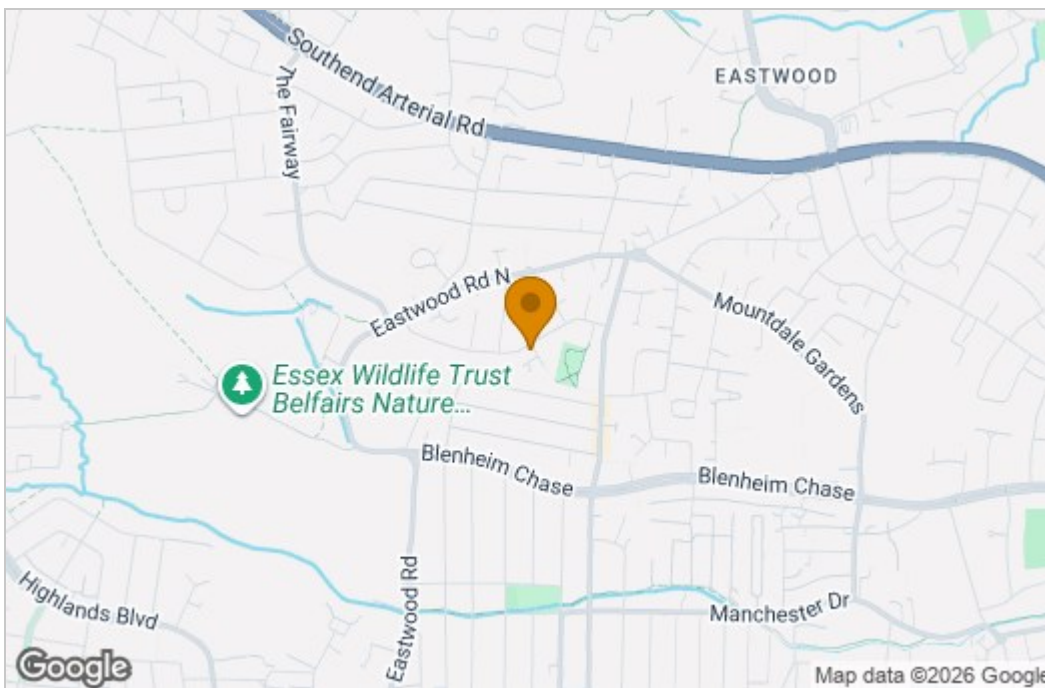 Southend Arterial Rd
EASTWOOD
The Fairway
Eastwood Rd N
Mountdale Gardens
Essex Wildlife Trust
Belfairs Nature...
Blenheim Chase
Blenheim Chase
Eastwood Rd
Highlands Blvd
Manchester Dr
Google
Map data ©2026 Google